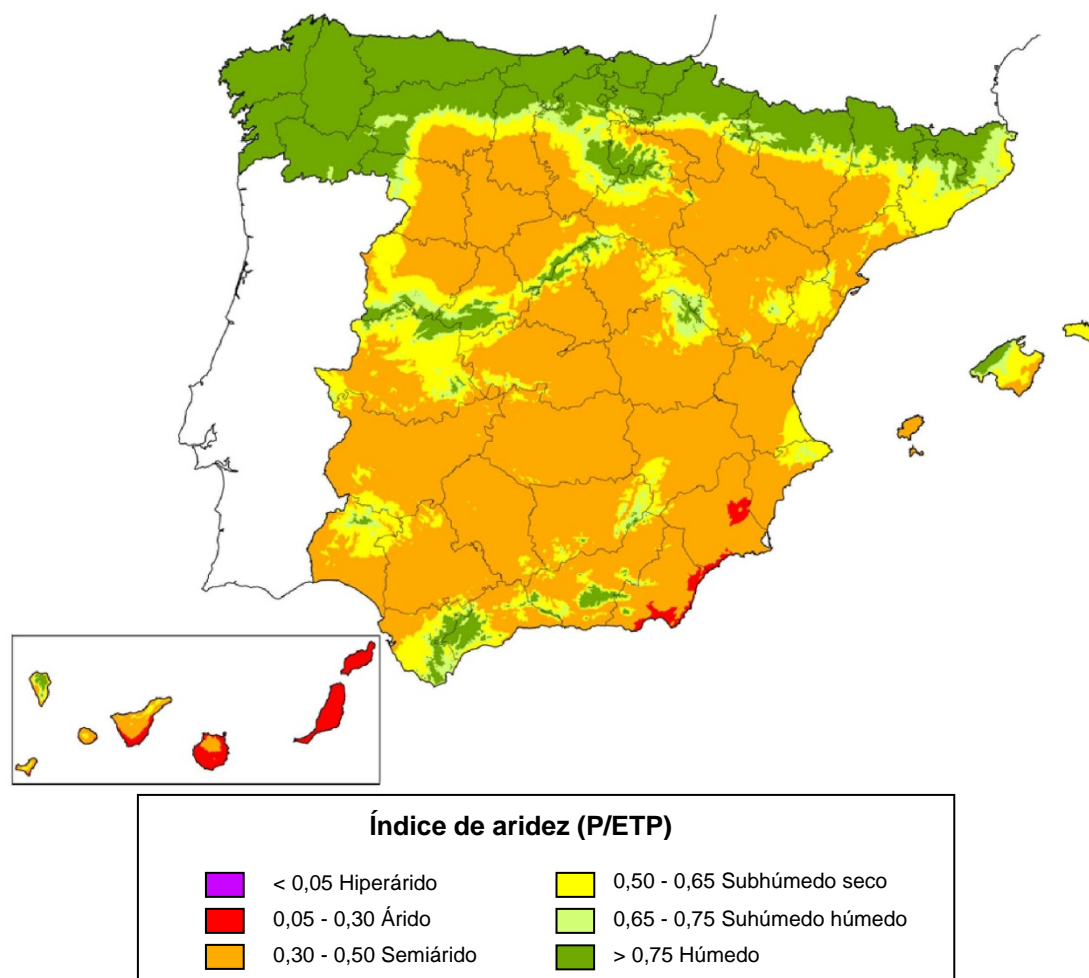 Índice de aridez (P/ETP)
< 0,05 Hiperárido
0,05 - 0,30 Árido
0,30 - 0,50 Semiárido
0,50 - 0,65 Subhúmedo seco
0,65 - 0,75 Suhúmedo húmedo
> 0,75 Húmedo